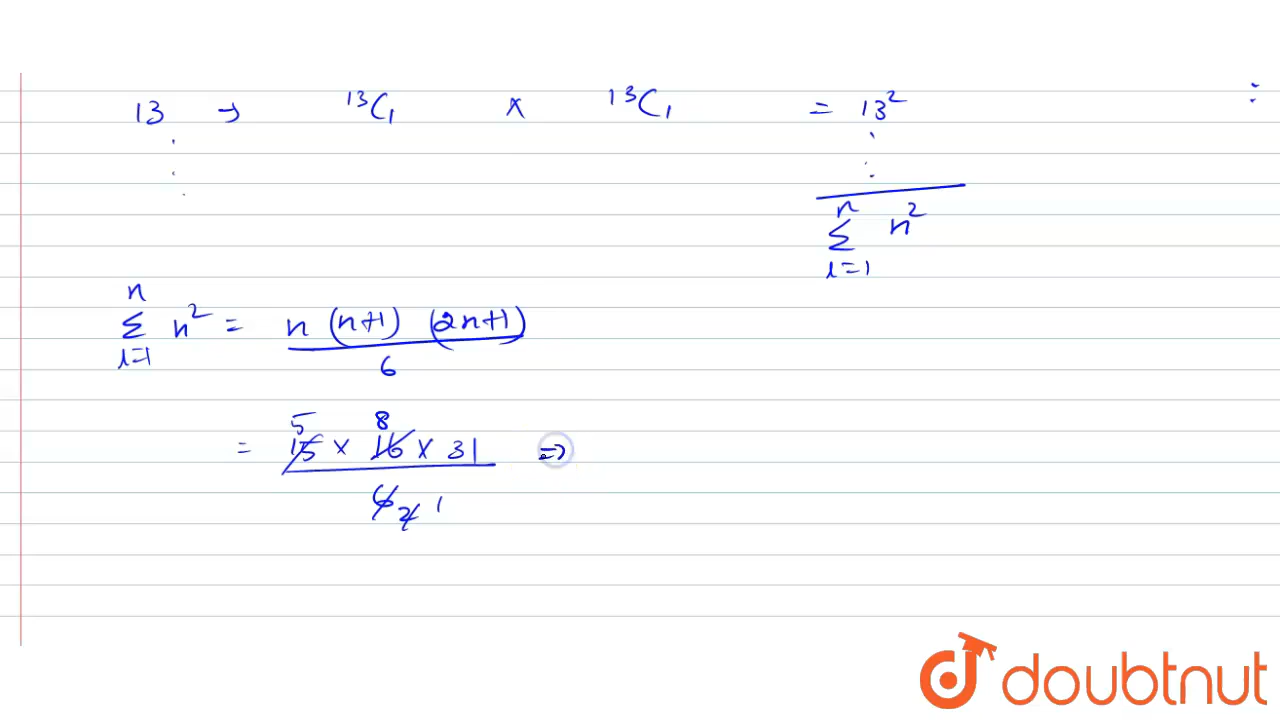 13 → ¹³C₁ × ¹³C₁ = 13² :
n
Σ n²
i=1
n
Σ n² = n (n+1) (2n+1)
i=1
6
5 8
= 15 × 16 × 31 ⇒
6 2 1
doubtnut